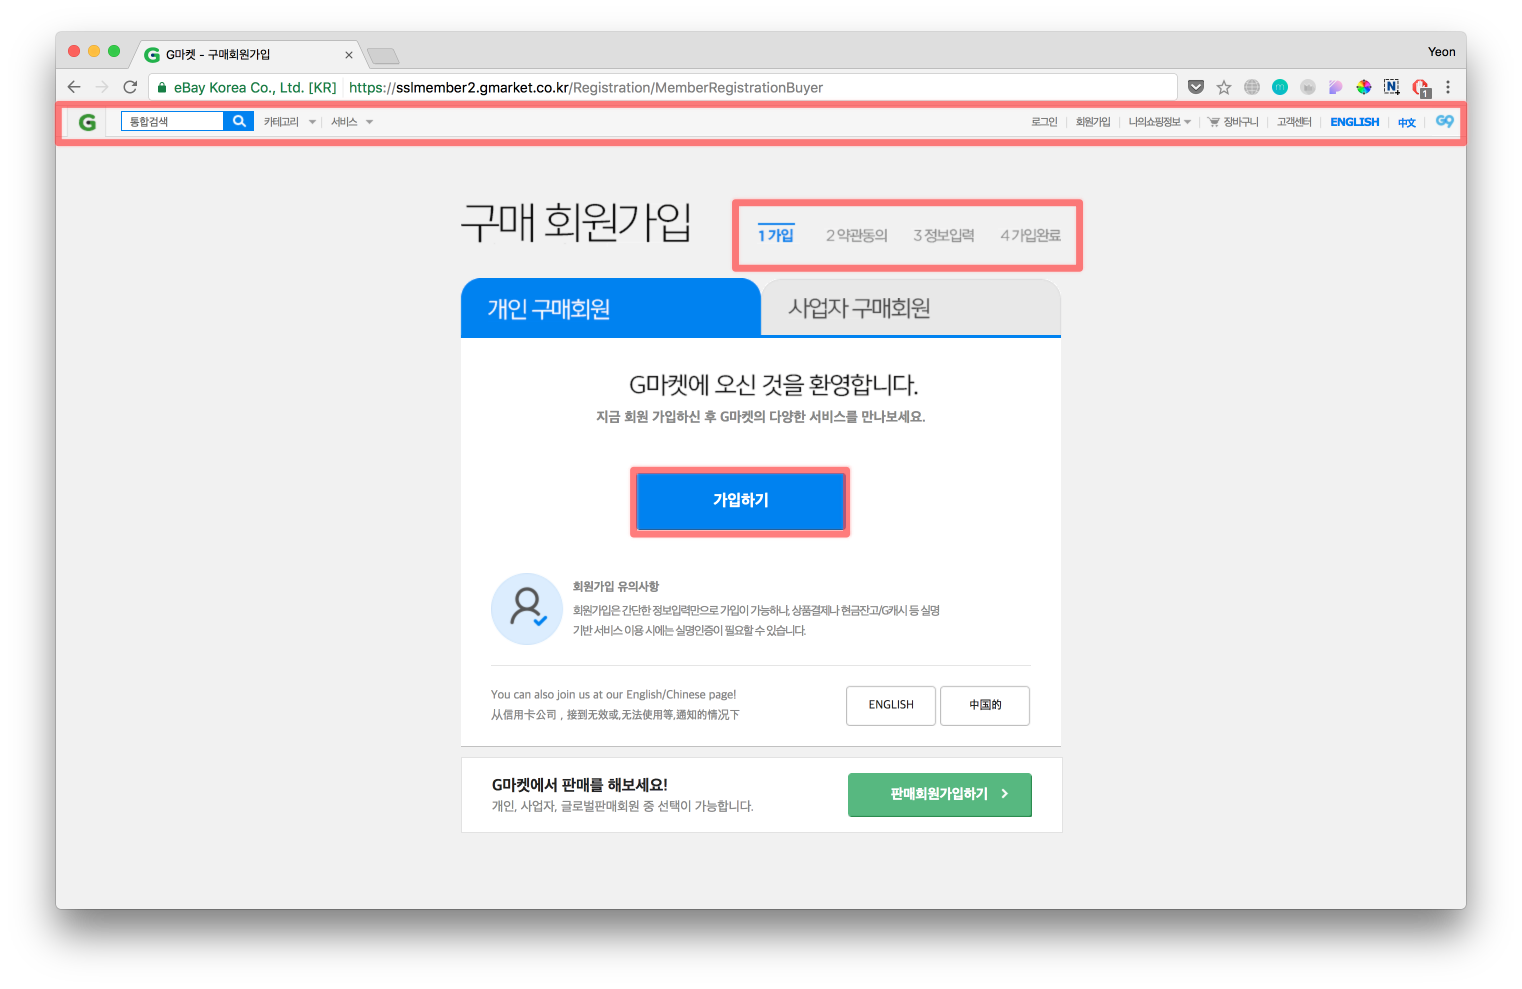 G마켓 - 구매회원가입
Yeon
eBay Korea Co., Ltd. [KR] https://sslmember2.gmarket.co.kr/Registration/MemberRegistrationBuyer
1
통합검색 카테고리 서비스 로그인 회원가입 나의쇼핑정보 장바구니 고객센터 ENGLISH 中文 G9
구매 회원가입
1 가입 2 약관동의 3 정보입력 4 가입완료
개인 구매회원 사업자 구매회원
G마켓에 오신 것을 환영합니다.
지금 회원 가입하신 후 G마켓의 다양한 서비스를 만나보세요.
가입하기
회원가입 유의사항
회원가입은 간단한 정보입력만으로 가입이 가능하나, 상품결제나 현금잔고/G캐시 등 실명
기반 서비스 이용 시에는 실명인증이 필요할 수 있습니다.
You can also join us at our English/Chinese page!
从信用卡公司，接到无效或,无法使用等,通知的情况下
ENGLISH 中国的
G마켓에서 판매를 해보세요!
개인, 사업자, 글로벌판매회원 중 선택이 가능합니다.
판매회원가입하기